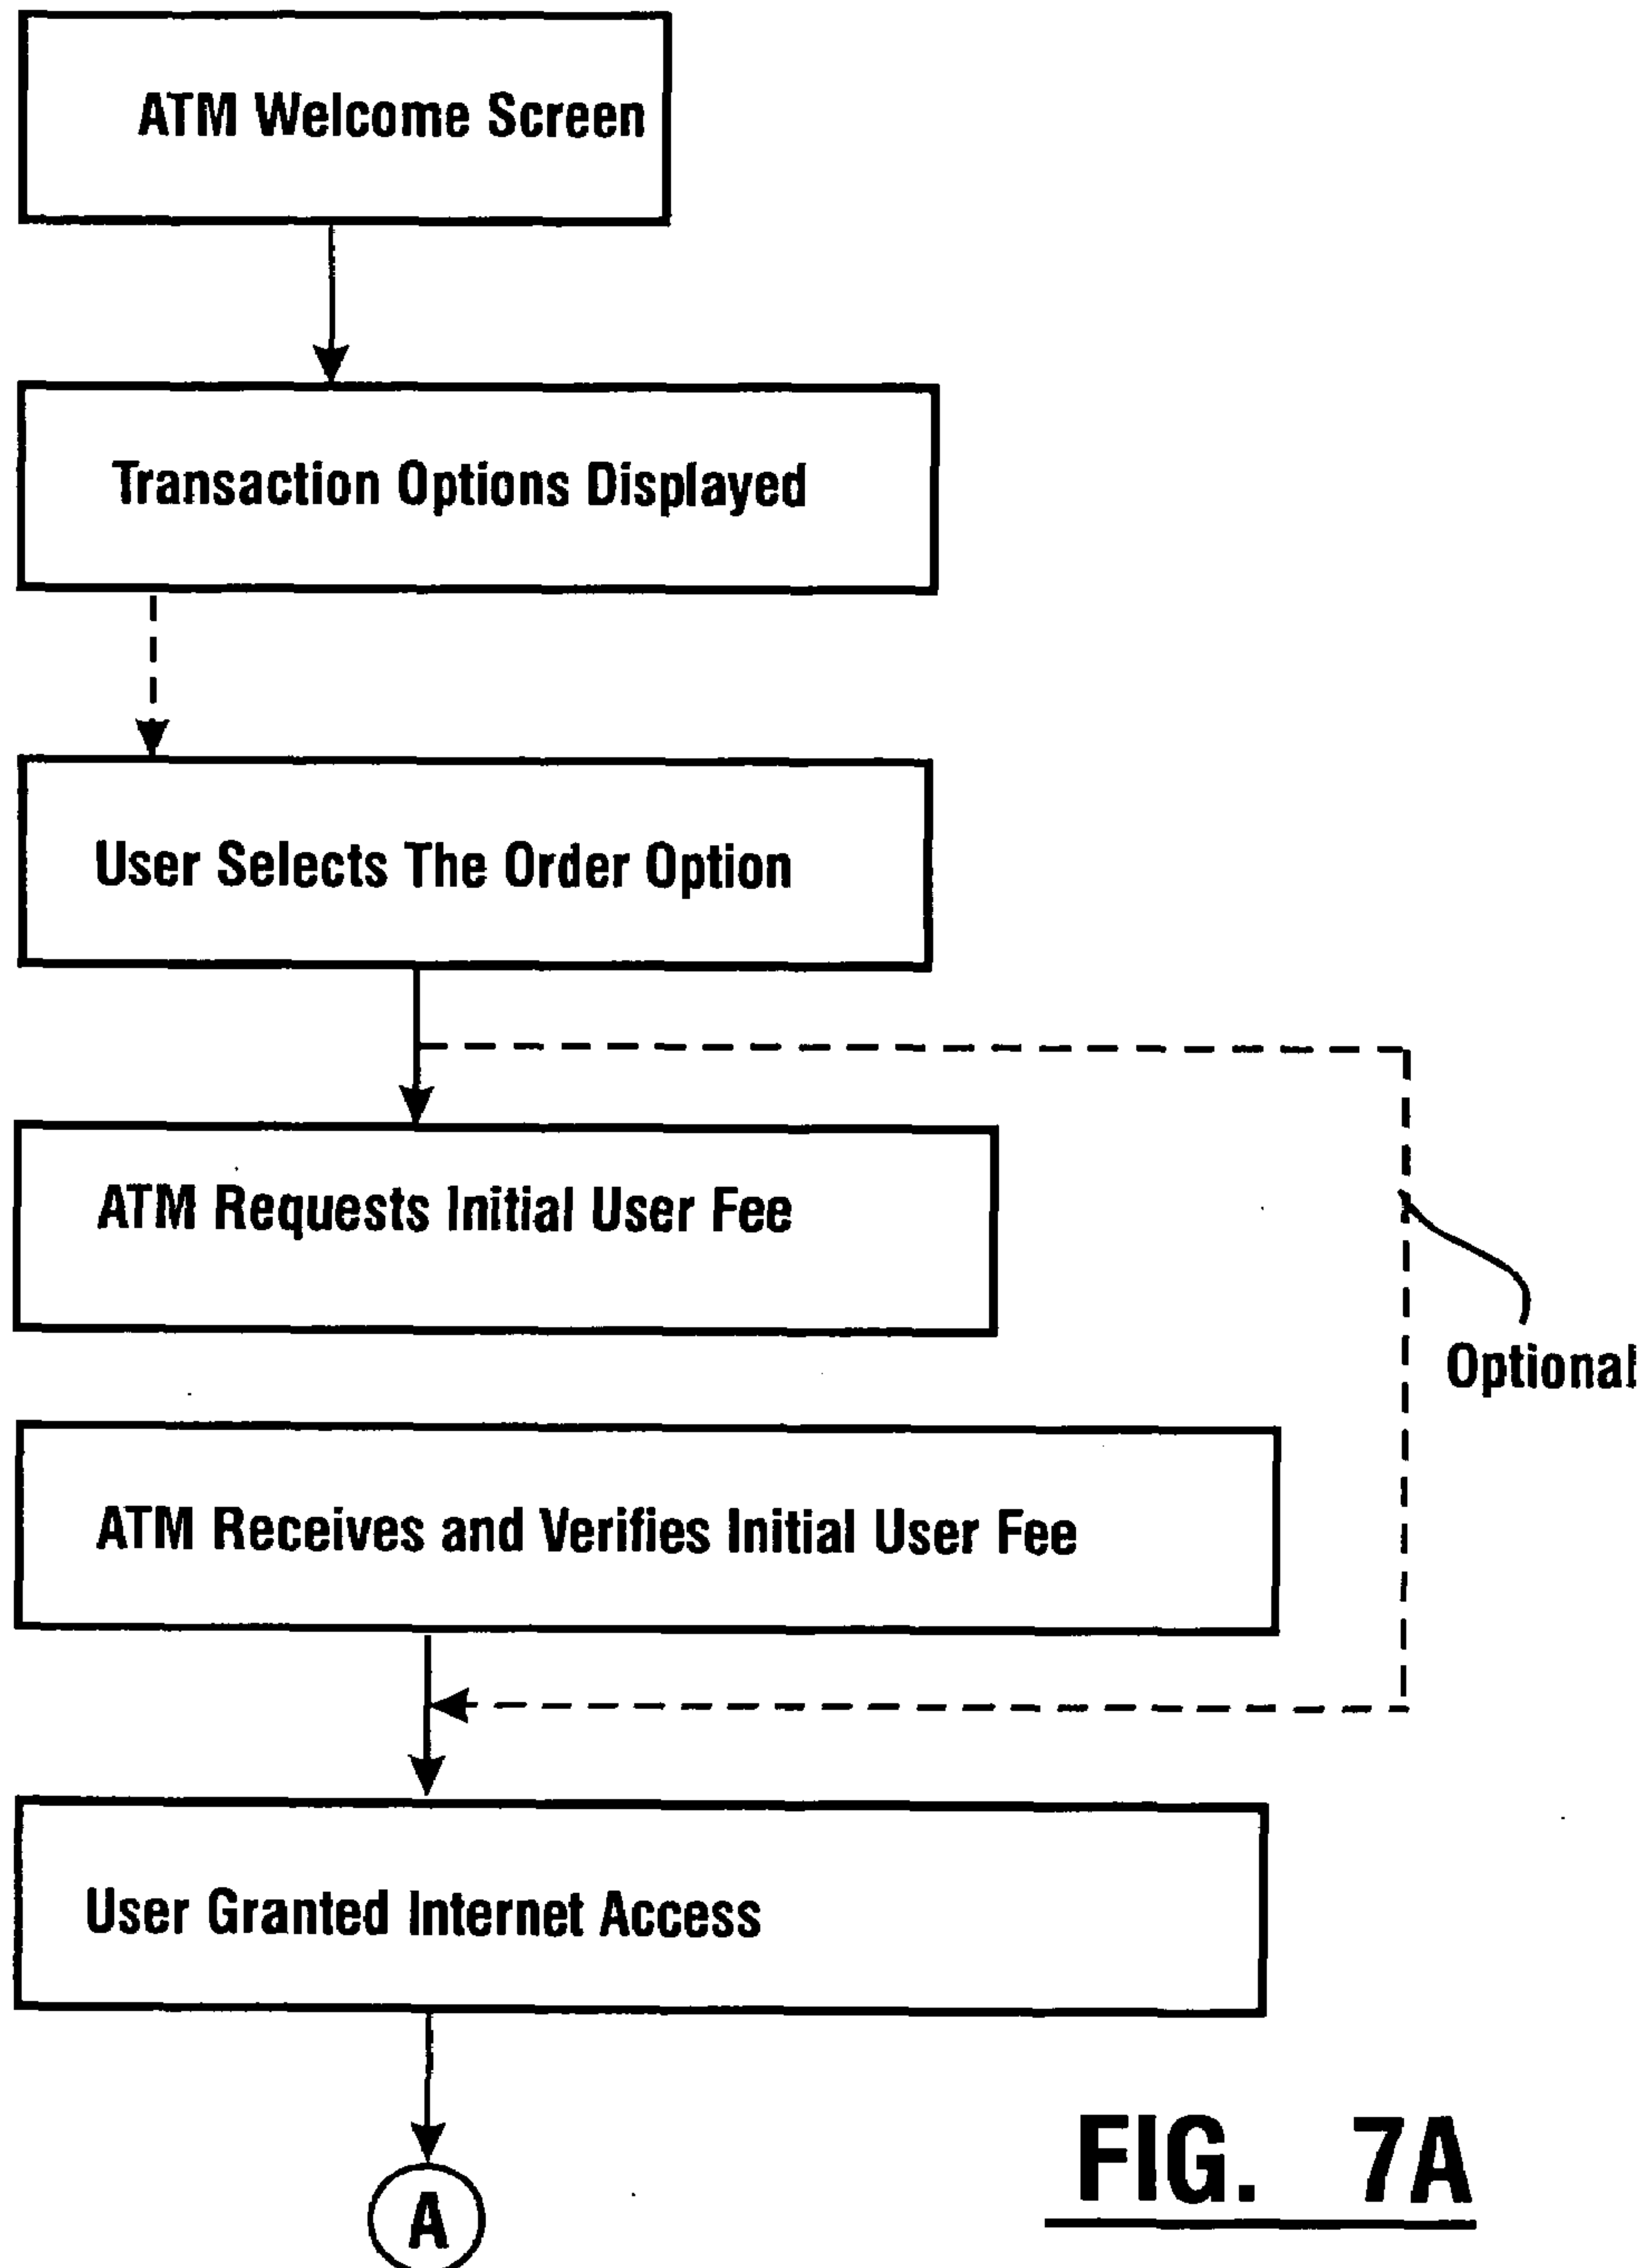 ATM Welcome Screen
Transaction Options Displayed
User Selects The Order Option
ATM Requests Initial User Fee
Optional
ATM Receives and Verifies Initial User Fee
User Granted Internet Access
A
FIG. 7A